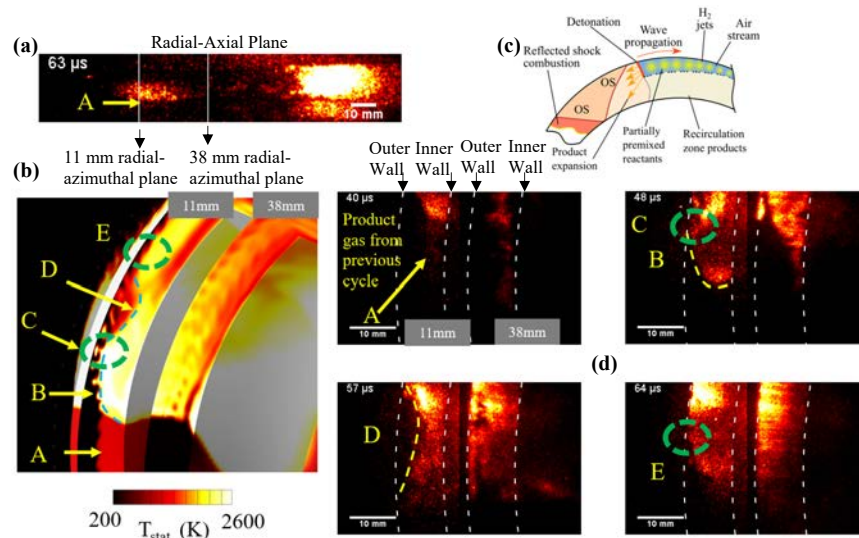 (a)
Radial-Axial Plane
63 µs
A
10 mm
11 mm radial-
azimuthal plane
38 mm radial-
azimuthal plane
(c)
Detonation
Wave
propagation
H2
jets
Air
stream
Reflected shock
combustion
OS
OS
Product
expansion
Partially
premixed
reactants
Recirculation
zone products
(b)
11mm
38mm
E
D
C
B
A
200
2600
T_stat. (K)
Outer
Wall
Inner
Wall
Outer
Wall
Inner
Wall
40 µs
Product
gas from
previous
cycle
A
10 mm
11mm
38mm
48 µs
C
B
10 mm
(d)
57 µs
D
10 mm
64 µs
E
10 mm